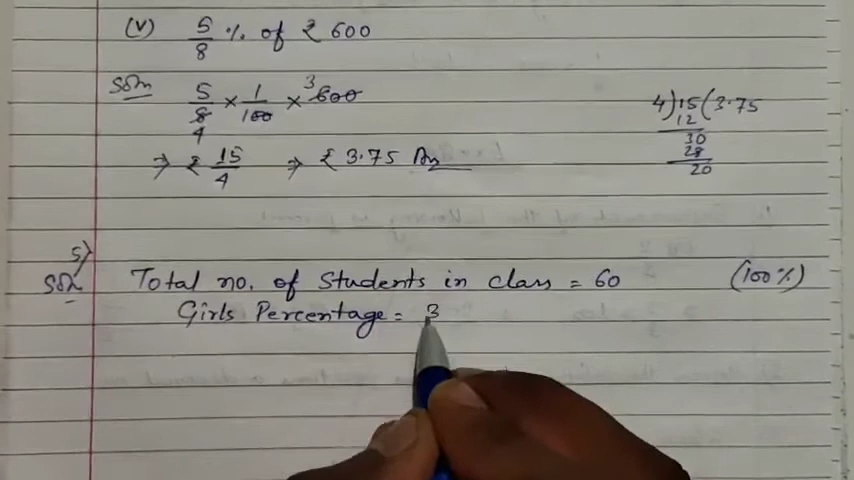 (V) 5/8 % of ₹ 600
Soln 5/8 × 1/100 × 600 3
4
⇒ ₹ 15/4 ⇒ ₹ 3.75 Ans
4)15(3.75
12
30
28
20
5)
Soln Total no. of Students in class = 60 (100%)
Girls Percentage = 3